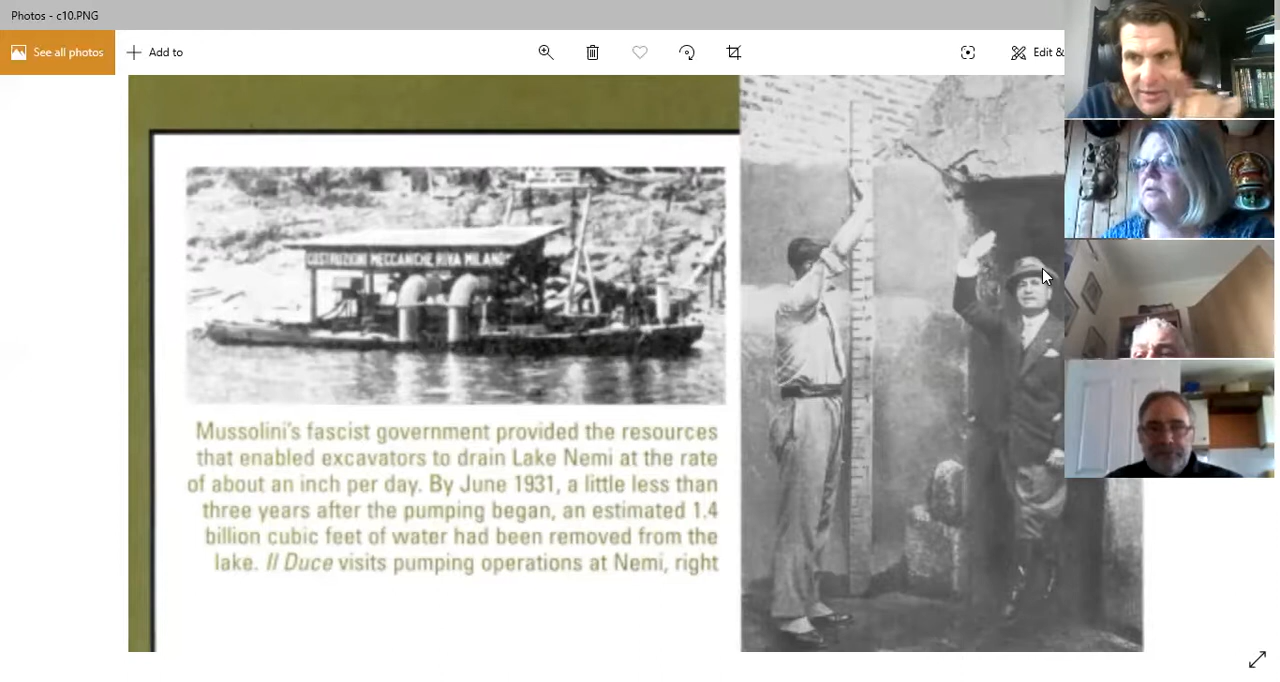 Photos - c10.PNG
See all photos
Add to
Edit &
COSTRUZIONI MECCANICHE RIVA MILANO
Mussolini's fascist government provided the resources
that enabled excavators to drain Lake Nemi at the rate
of about an inch per day. By June 1931, a little less than
three years after the pumping began, an estimated 1.4
billion cubic feet of water had been removed from the
lake. Il Duce visits pumping operations at Nemi, right